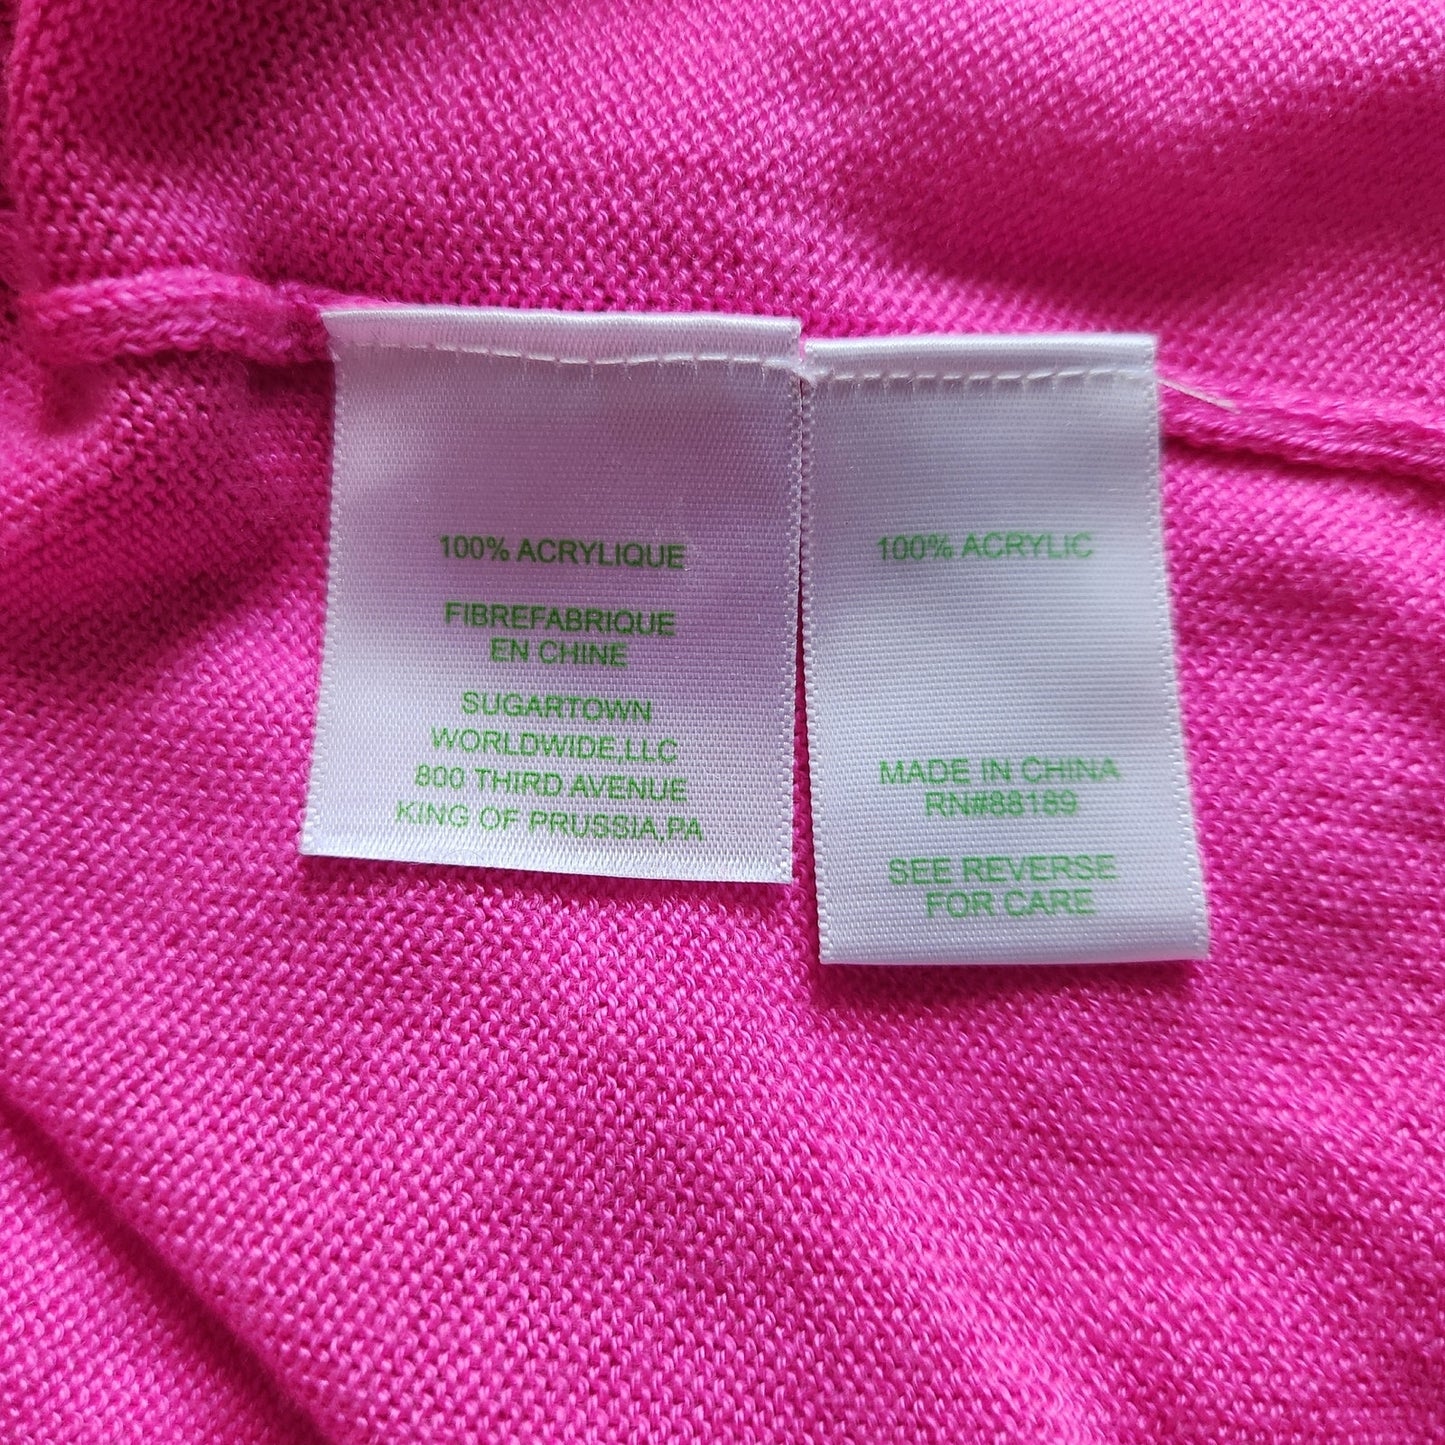 100% ACRYLIQUE
FIBREFABRIQUE
EN CHINE
SUGARTOWN
WORLDWIDE,LLC
800 THIRD AVENUE
KING OF PRUSSIA,PA
100% ACRYLIC
MADE IN CHINA
RN#88189
SEE REVERSE
FOR CARE